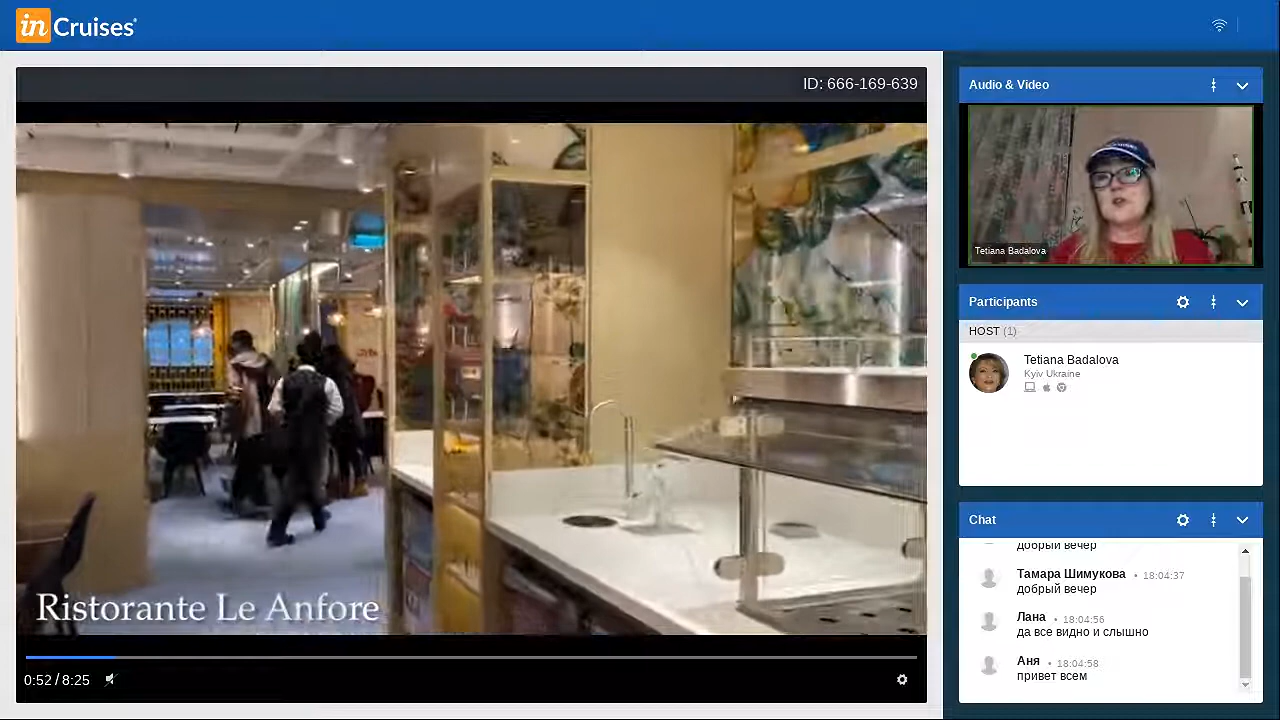 inCruises
ID: 666-169-639
Ristorante Le Anfore
0:52 / 8:25
Audio & Video
Tetiana Badalova
Participants
HOST (1)
Tetiana Badalova
Kyiv Ukraine
Chat
добрый вечер
Тамара Шимукова • 18:04:37
добрый вечер
Лана • 18:04:56
да все видно и слышно
Аня • 18:04:58
привет всем